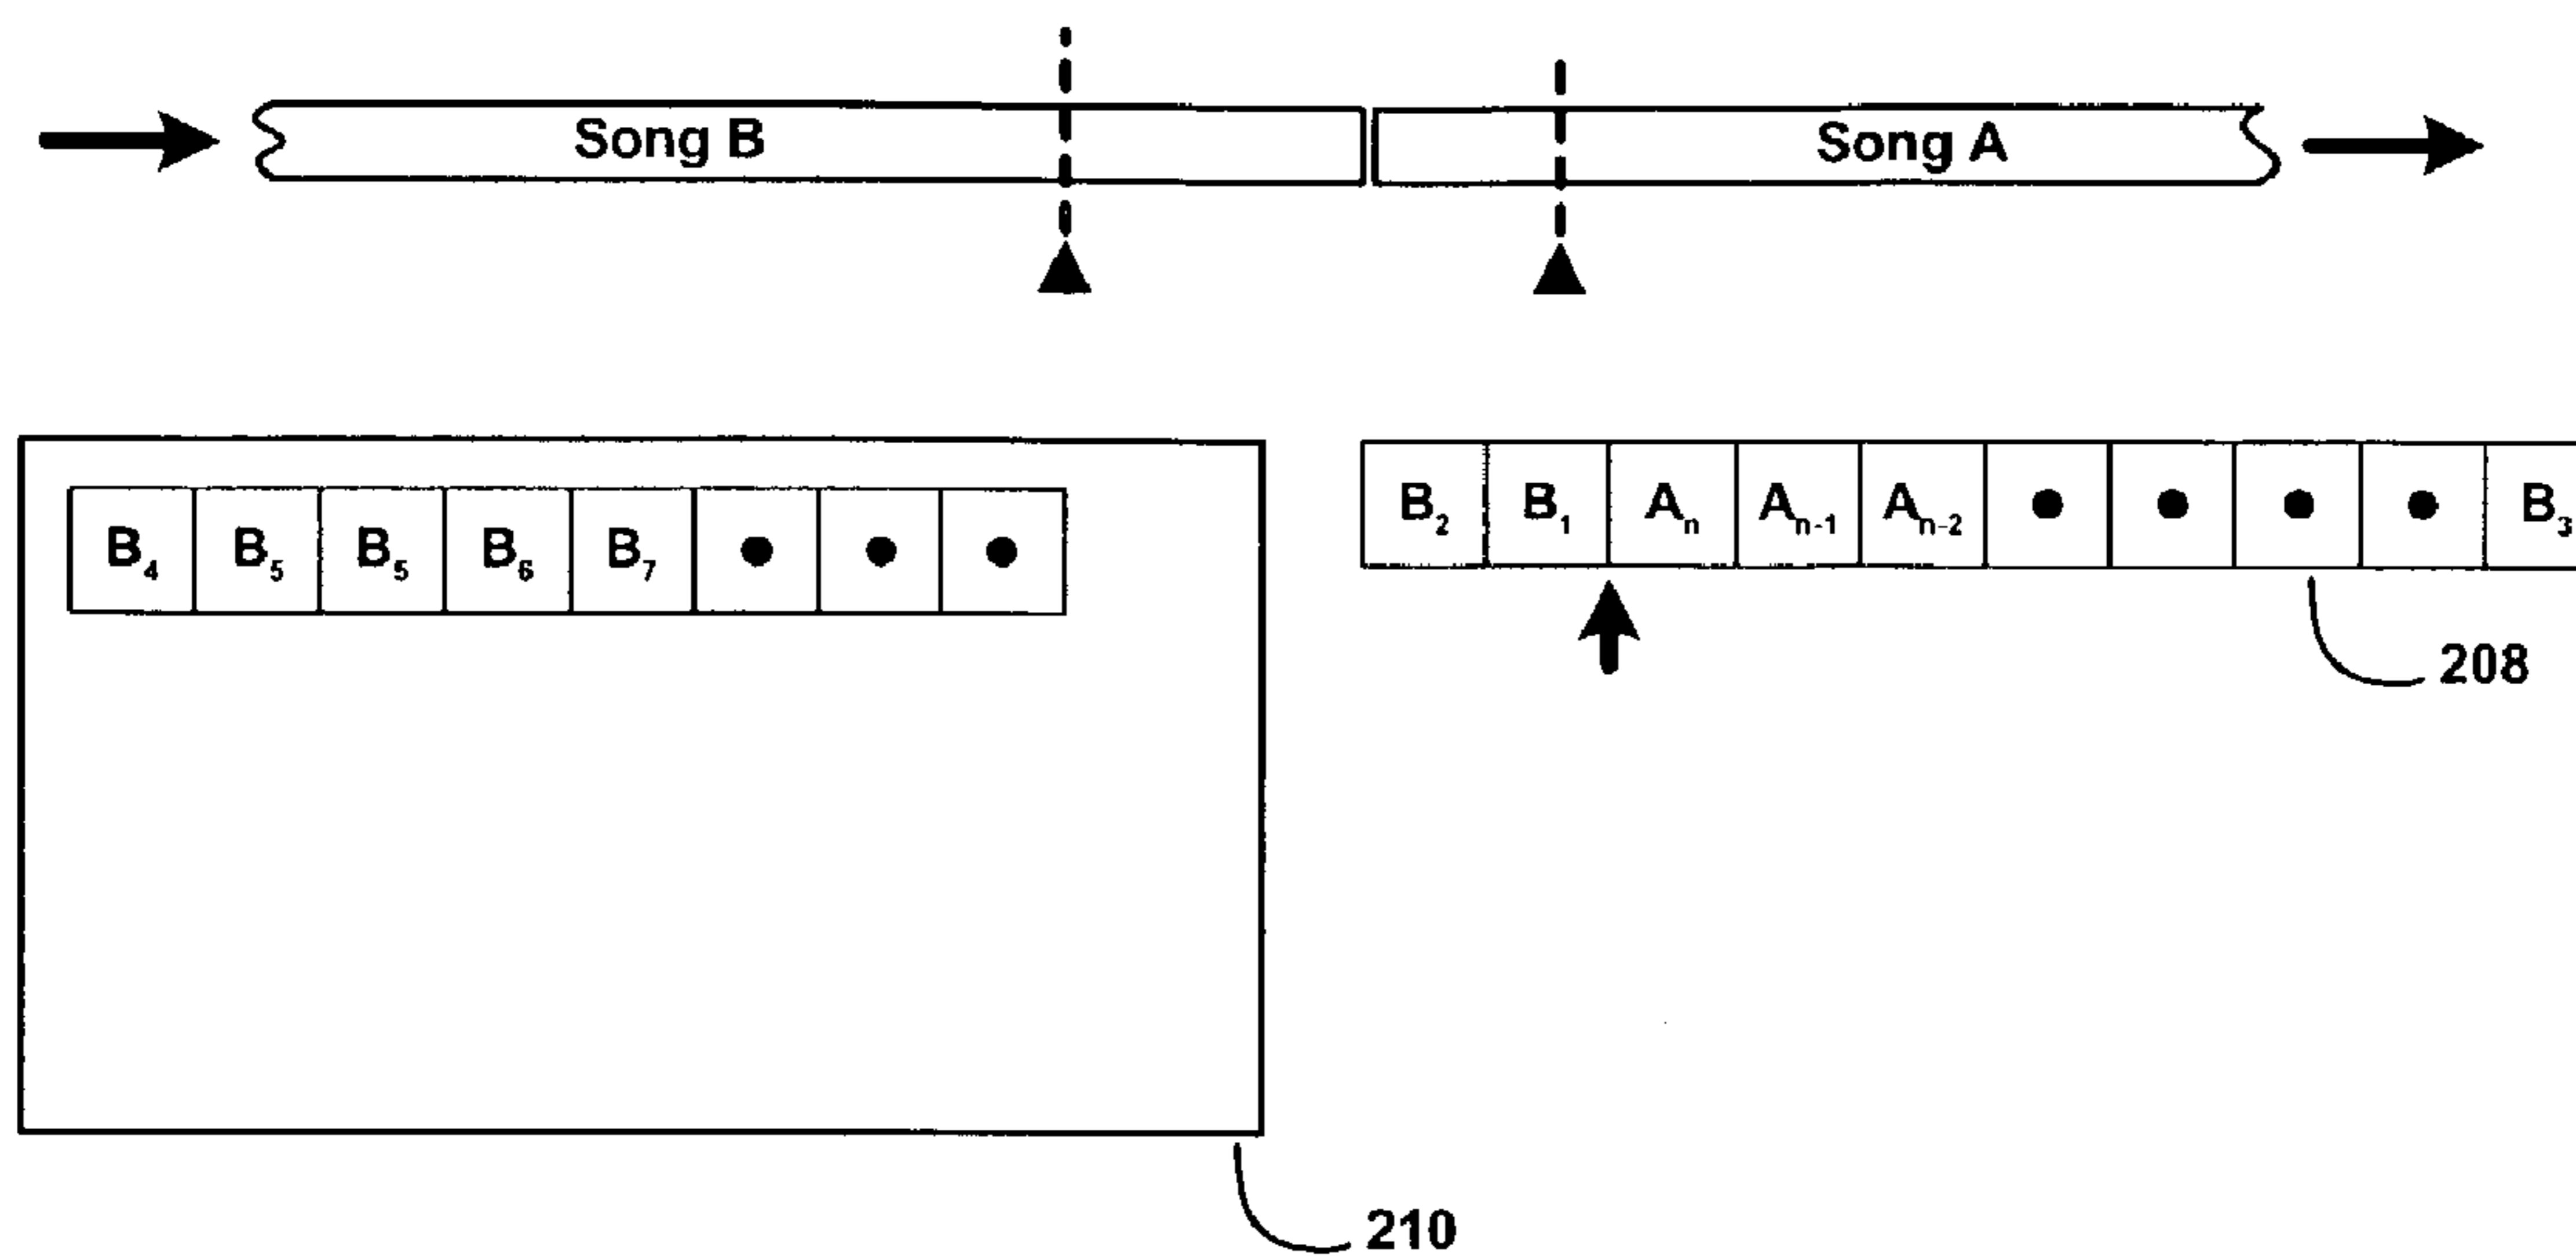 Song B Song A
B₂ B₁ Aₙ Aₙ₋₁ Aₙ₋₂ • • • • B₃
B₄ B₅ B₅ B₆ B₇ • • •
208
210